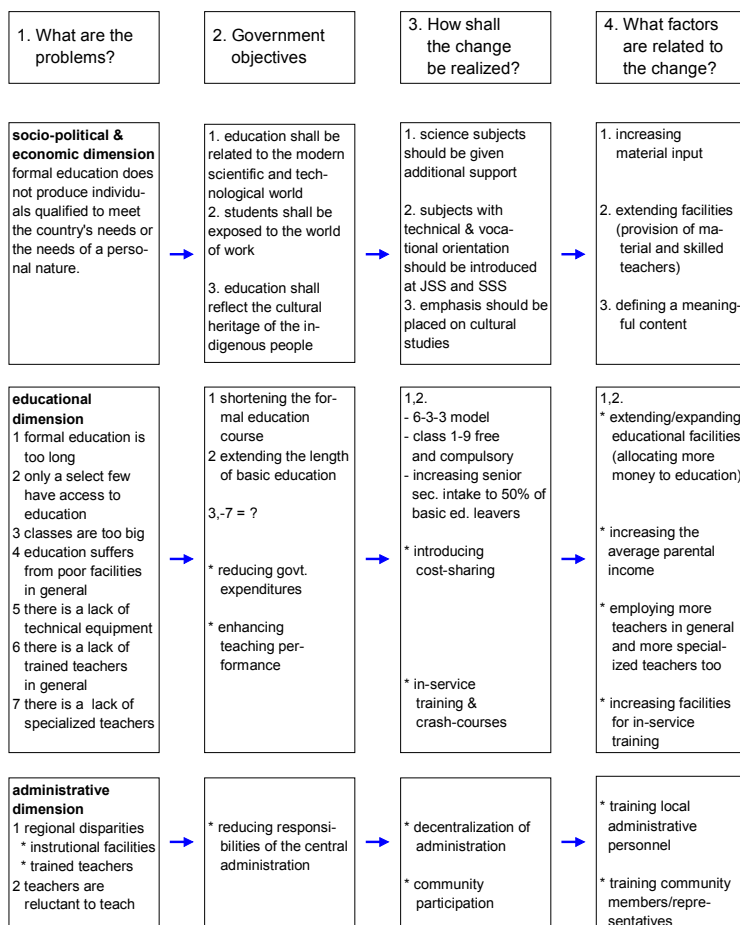 1. What are the
problems?
2. Government
objectives
3. How shall
the change
be realized?
4. What factors
are related to
the change?
socio-political &
economic dimension
formal education does
not produce individu-
als qualified to meet
the country's needs or
the needs of a perso-
nal nature.
1. education shall be
related to the modern
scientific and tech-
nological world
2. students shall be
exposed to the world
of work
3. education shall
reflect the cultural
heritage of the in-
digenous people
1. science subjects
should be given
additional support
2. subjects with
technical & voca-
tional orientation
should be introduced
at JSS and SSS
3. emphasis should be
placed on cultural
studies
1. increasing
material input
2. extending facilities
(provision of ma-
terial and skilled
teachers)
3. defining a meaning-
ful content
educational
dimension
1 formal education is
too long
2 only a select few
have access to
education
3 classes are too big
4 education suffers
from poor facilities
in general
5 there is a lack of
technical equipment
6 there is a lack of
trained teachers
in general
7 there is a lack of
specialized teachers
1 shortening the for-
mal education
course
2 extending the length
of basic education
3,-7 = ?
* reducing govt.
expenditures
* enhancing
teaching per-
formance
1,2.
- 6-3-3 model
- class 1-9 free
and compulsory
- increasing senior
sec. intake to 50% of
basic ed. leavers
* introducing
cost-sharing
* in-service
training &
crash-courses
1,2.
* extending/expanding
educational facilities
(allocating more
money to education)
* increasing the
average parental
income
* employing more
teachers in general
and more special-
ized teachers too
* increasing facilities
for in-service
training
administrative
dimension
1 regional disparities
* instrutional facilities
* trained teachers
2 teachers are
reluctant to teach
* reducing responsi-
bilities of the central
administration
* decentralization of
administration
* community
participation
* training local
administrative
personnel
* training community
members/repre-
sentatives